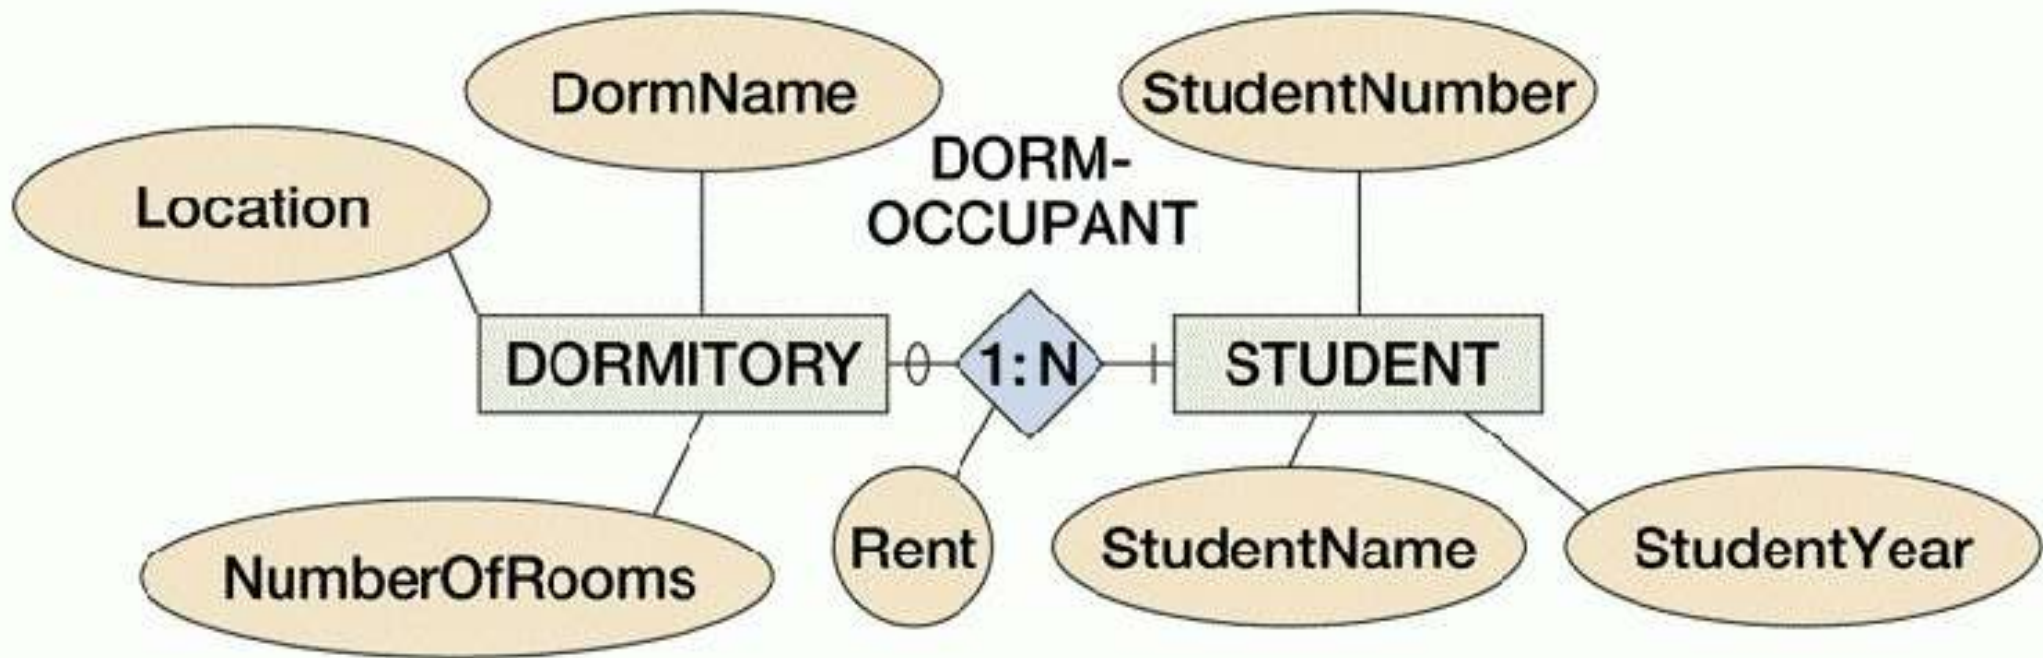 DormName
StudentNumber
DORM-
OCCUPANT
Location
DORMITORY
1:N
STUDENT
Rent
StudentName
StudentYear
NumberOfRooms